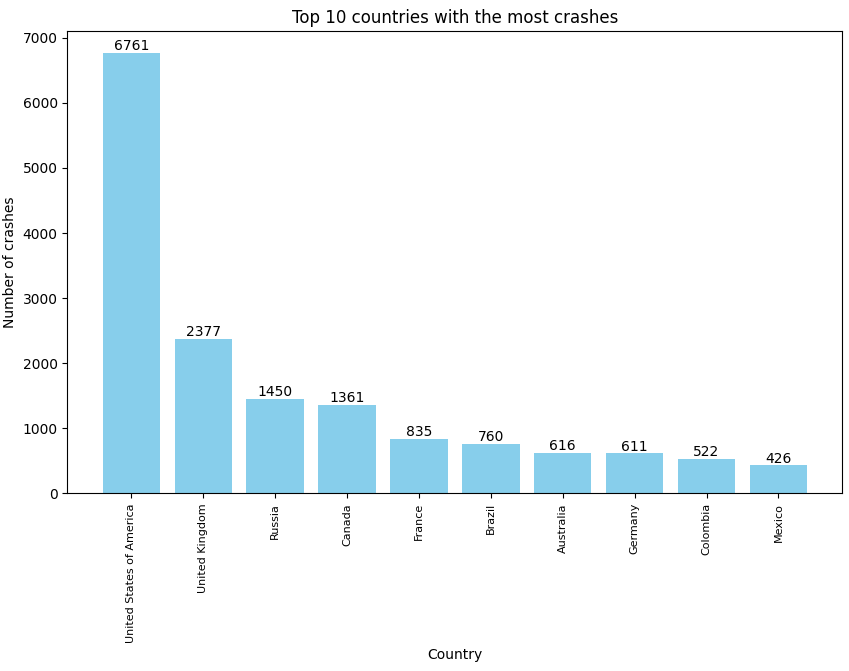 Top 10 countries with the most crashes
Number of crashes
7000
6000
5000
4000
3000
2000
1000
0
6761
2377
1450
1361
835
760
616
611
522
426
United States of America
United Kingdom
Russia
Canada
France
Brazil
Australia
Germany
Colombia
Mexico
Country